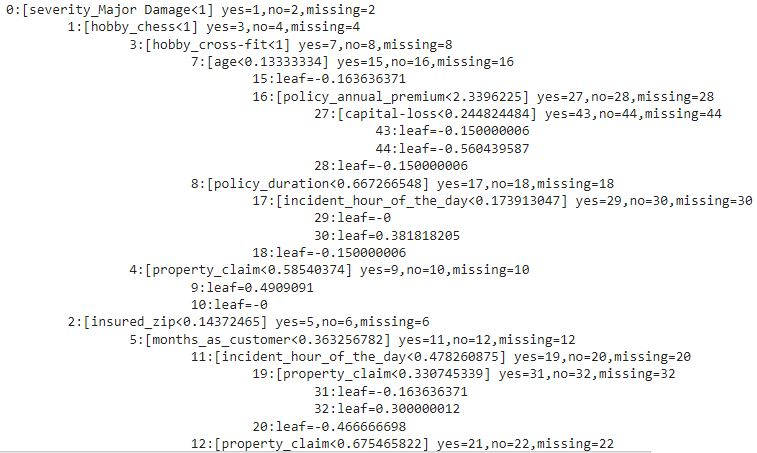 0:[severity_Major Damage<1] yes=1,no=2,missing=2
1:[hobby_chess<1] yes=3,no=4,missing=4
3:[hobby_cross-fit<1] yes=7,no=8,missing=8
7:[age<0.13333334] yes=15,no=16,missing=16
15:leaf=-0.163636371
16:[policy_annual_premium<2.3396225] yes=27,no=28,missing=28
27:[capital-loss<0.244824484] yes=43,no=44,missing=44
43:leaf=-0.150000006
44:leaf=-0.560439587
28:leaf=-0.150000006
8:[policy_duration<0.667266548] yes=17,no=18,missing=18
17:[incident_hour_of_the_day<0.173913047] yes=29,no=30,missing=30
29:leaf=-0
30:leaf=0.381818205
18:leaf=-0.150000006
4:[property_claim<0.58540374] yes=9,no=10,missing=10
9:leaf=0.4909091
10:leaf=-0
2:[insured_zip<0.14372465] yes=5,no=6,missing=6
5:[months_as_customer<0.363256782] yes=11,no=12,missing=12
11:[incident_hour_of_the_day<0.478260875] yes=19,no=20,missing=20
19:[property_claim<0.330745339] yes=31,no=32,missing=32
31:leaf=-0.163636371
32:leaf=0.300000012
20:leaf=-0.466666698
12:[property_claim<0.675465822] yes=21,no=22,missing=22